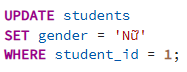 UPDATE students
SET gender = 'Nữ'
WHERE student_id = 1;